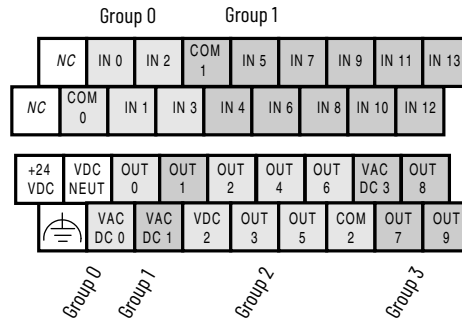 Group 0 Group 1
NC IN 0 IN 2 COM 1 IN 5 IN 7 IN 9 IN 11 IN 13
NC COM 0 IN 1 IN 3 IN 4 IN 6 IN 8 IN 10 IN 12
+24 VDC VDC NEUT OUT 0 OUT 1 OUT 2 OUT 4 OUT 6 VAC DC 3 OUT 8
VAC DC 0 VAC DC 1 VDC 2 OUT 3 OUT 5 COM 2 OUT 7 OUT 9
Group 0 Group 1 Group 2 Group 3